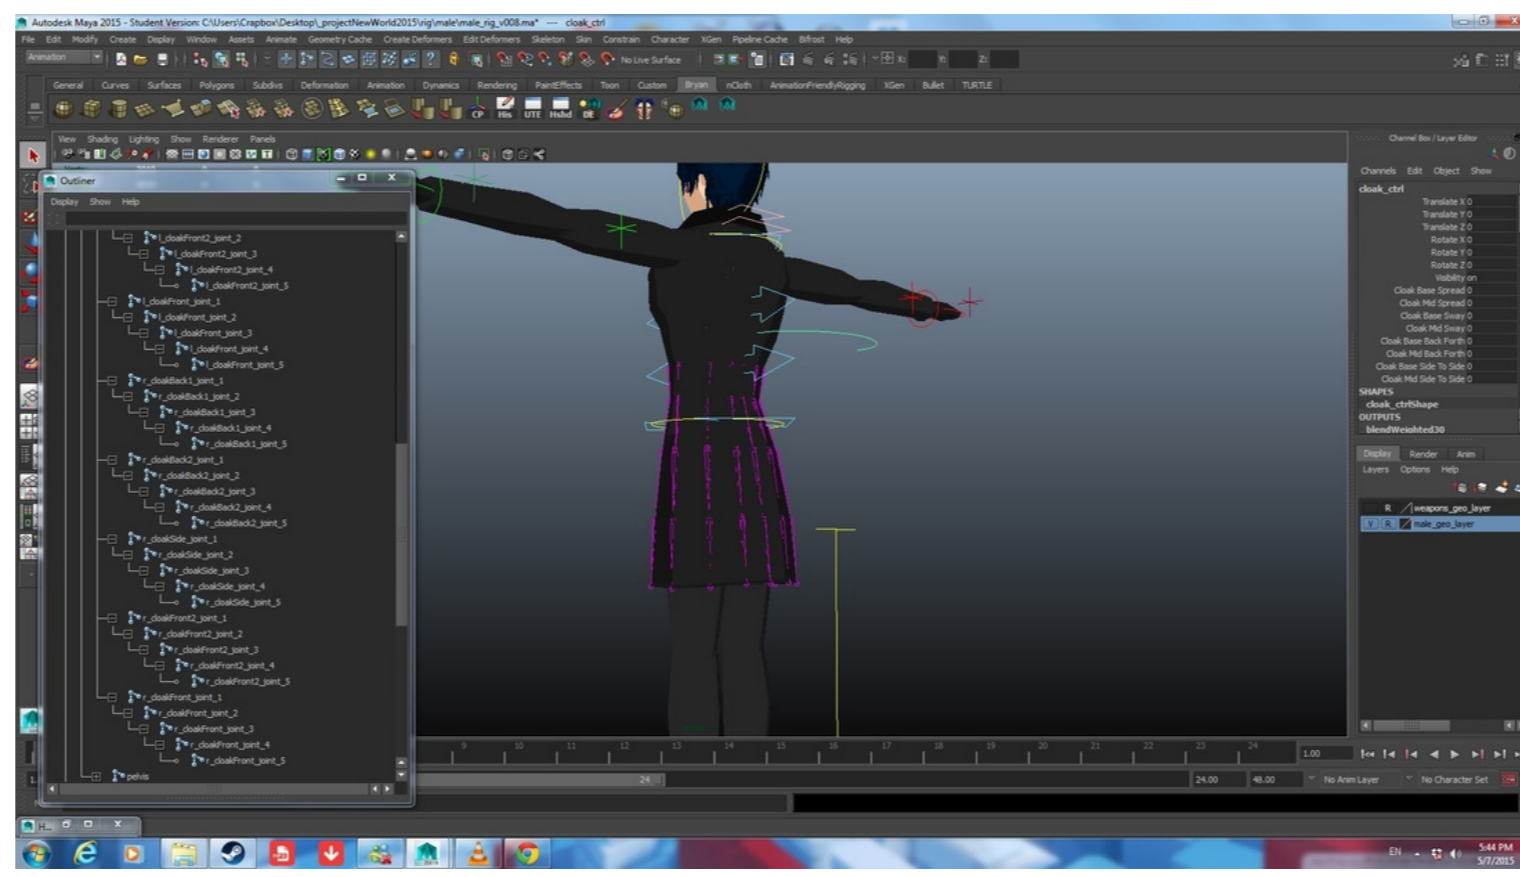 Autodesk Maya 2015 - Student Version: C:\Users\Crapbox\Desktop\_projectNewWorld2015\rig\male\male_rig_v008.ma* --- cloak_ctrl
File Edit Modify Create Display Window Assets Animate Geometry Cache Create Deformers Edit Deformers Skeleton Skin Constrain Character XGen Pipeline Cache Bifrost Help
Animation
No Live Surface
X: Y: Z:
General Curves Surfaces Polygons Subdivs Deformation Animation Dynamics Rendering PaintEffects Toon Custom Bryan nCloth AnimationFriendlyRigging XGen Bullet TURTLE
CP His UTE Hshd DE
View Shading Lighting Show Renderer Panels
Channel Box / Layer Editor
Outliner
Display Show Help
l_cloakFront2_joint_2
l_cloakFront2_joint_3
l_cloakFront2_joint_4
l_cloakFront2_joint_5
l_cloakFront_joint_1
l_cloakFront_joint_2
l_cloakFront_joint_3
l_cloakFront_joint_4
l_cloakFront_joint_5
r_cloakBack1_joint_1
r_cloakBack1_joint_2
r_cloakBack1_joint_3
r_cloakBack1_joint_4
r_cloakBack1_joint_5
r_cloakBack2_joint_1
r_cloakBack2_joint_2
r_cloakBack2_joint_3
r_cloakBack2_joint_4
r_cloakBack2_joint_5
r_cloakSide_joint_1
r_cloakSide_joint_2
r_cloakSide_joint_3
r_cloakSide_joint_4
r_cloakSide_joint_5
r_cloakFront2_joint_1
r_cloakFront2_joint_2
r_cloakFront2_joint_3
r_cloakFront2_joint_4
r_cloakFront2_joint_5
r_cloakFront_joint_1
r_cloakFront_joint_2
r_cloakFront_joint_3
r_cloakFront_joint_4
r_cloakFront_joint_5
pelvis
Channels Edit Object Show
cloak_ctrl
Translate X 0
Translate Y 0
Translate Z 0
Rotate X 0
Rotate Y 0
Rotate Z 0
Visibility on
Cloak Base Spread 0
Cloak Mid Spread 0
Cloak Base Sway 0
Cloak Mid Sway 0
Cloak Base Back Forth 0
Cloak Mid Back Forth 0
Cloak Base Side To Side 0
Cloak Mid Side To Side 0
SHAPES
cloak_ctrlShape
OUTPUTS
blendWeighted30
Display Render Anim
Layers Options Help
R weapons_geo_layer
V R male_geo_layer
9 10 11 12 13 14 15 16 17 18 19 20 21 22 23 24
1.00
24
24.00 48.00 No Anim Layer No Character Set
H...
EN
5:44 PM
5/7/2015